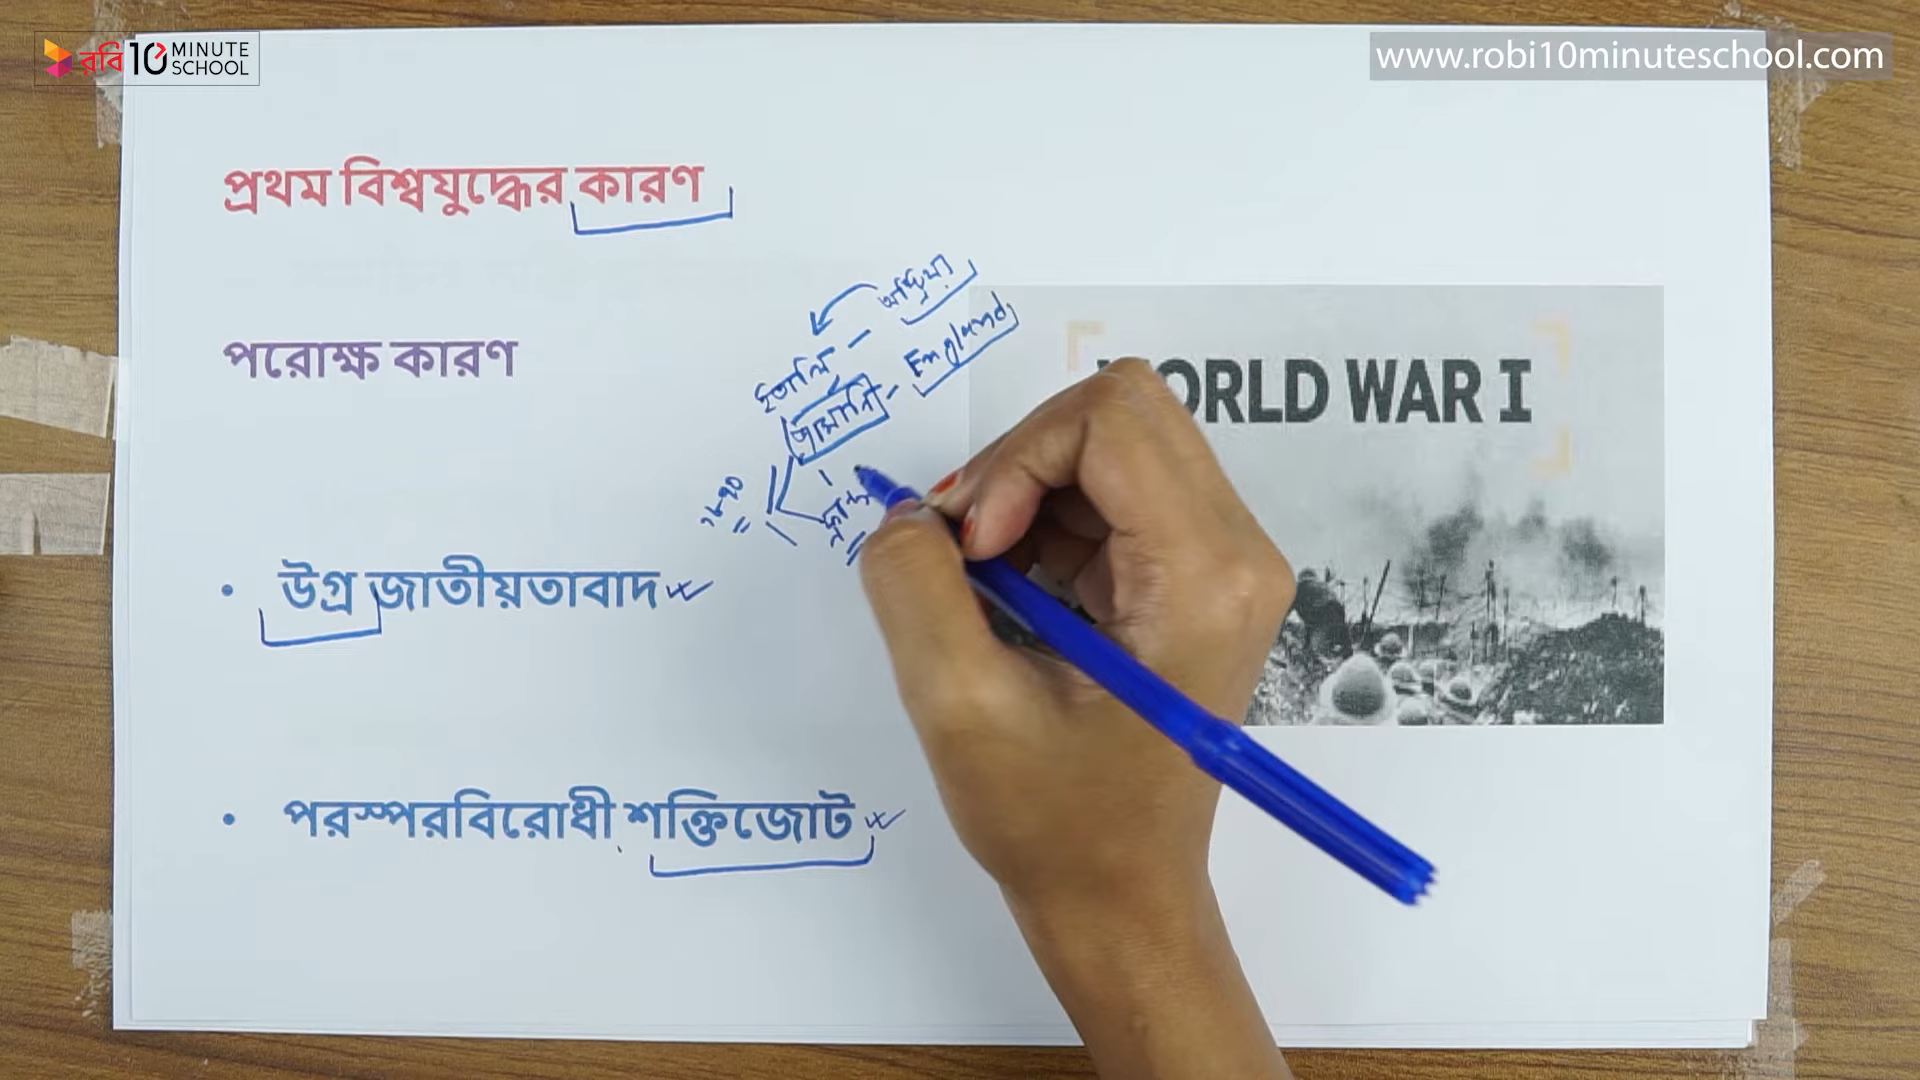 রবি 10 MINUTE SCHOOL
www.robi10minuteschool.com
প্রথম বিশ্বযুদ্ধের কারণ
পরোক্ষ কারণ
অস্ট্রিয়া
ইতালি
England
জার্মানী
১৮৭০
WORLD WAR I
• উগ্র জাতীয়তাবাদ
• পরস্পরবিরোধী শক্তিজোট